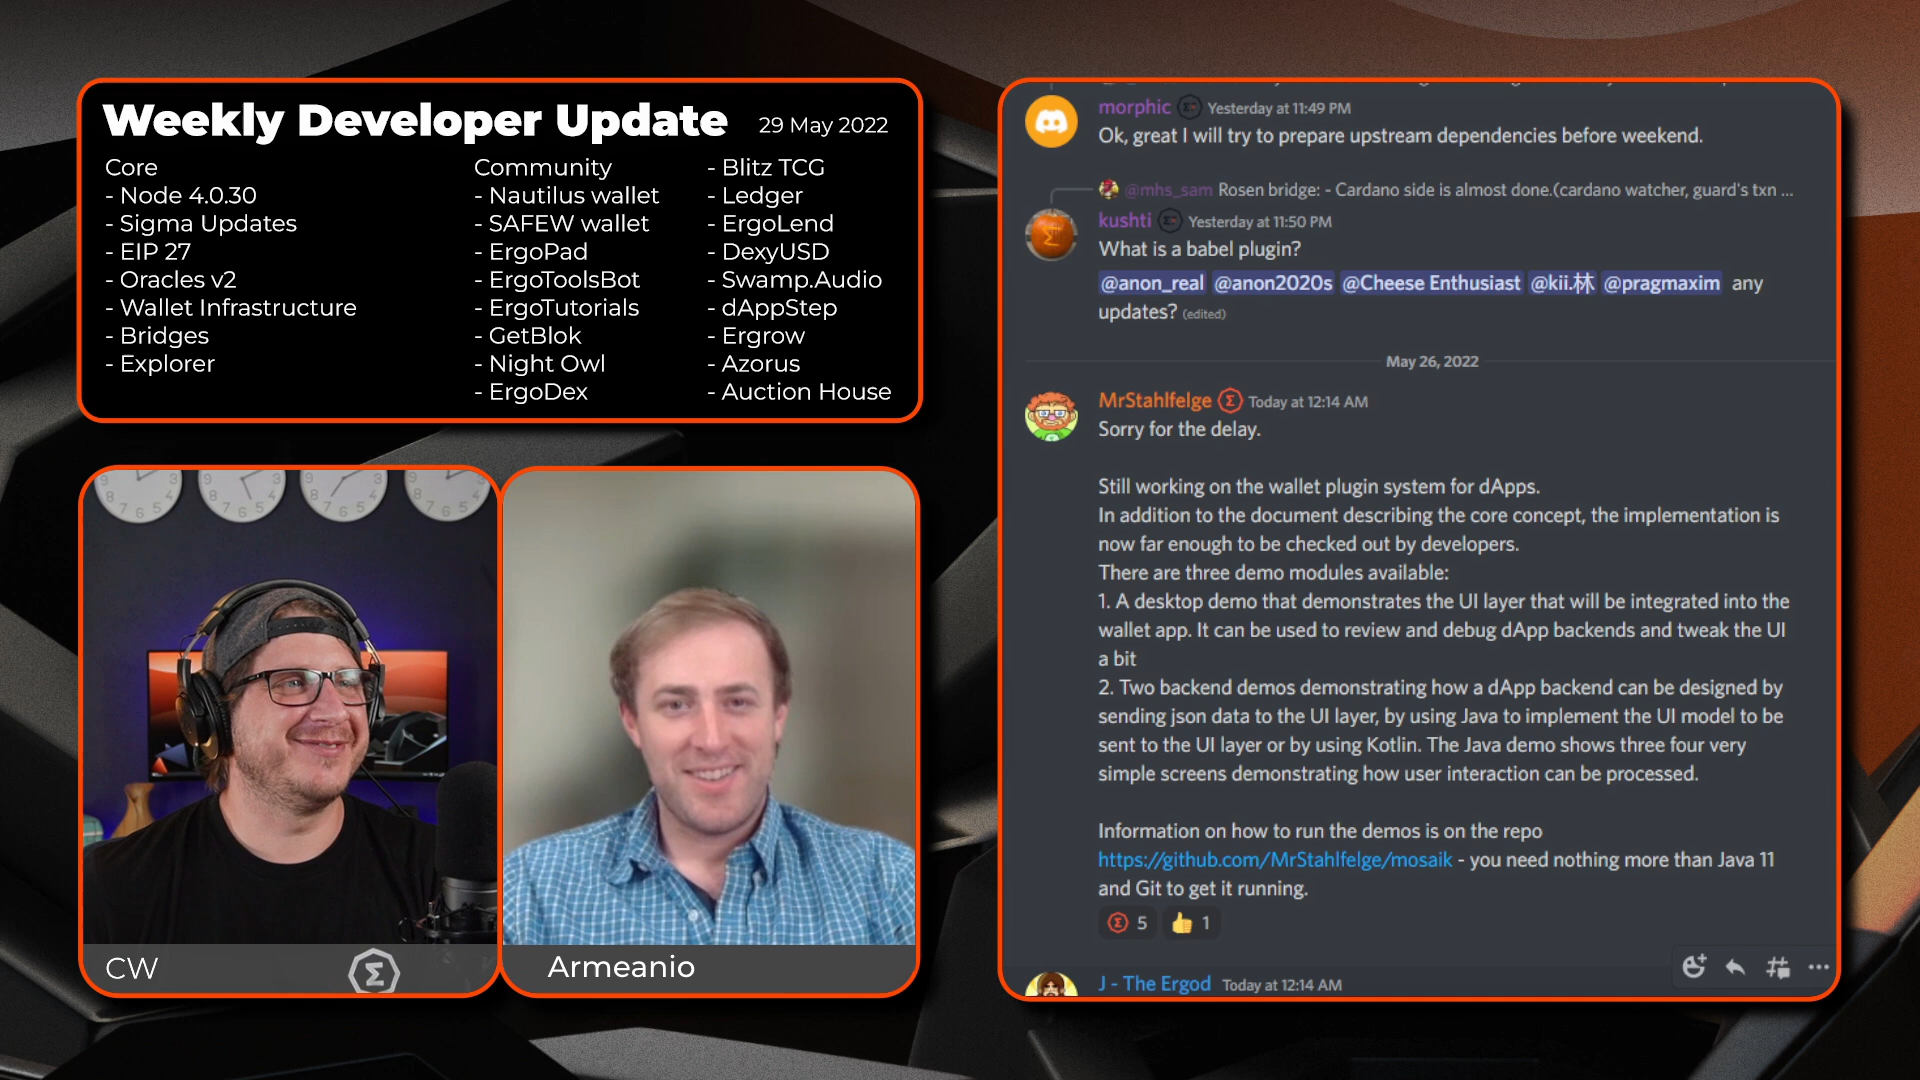 Weekly Developer Update
29 May 2022
Core
- Node 4.0.30
- Sigma Updates
- EIP 27
- Oracles v2
- Wallet Infrastructure
- Bridges
- Explorer
Community
- Nautilus wallet
- SAFEW wallet
- ErgoPad
- ErgoToolsBot
- ErgoTutorials
- GetBlok
- Night Owl
- ErgoDex
- Blitz TCG
- Ledger
- ErgoLend
- DexyUSD
- Swamp.Audio
- dAppStep
- Ergrow
- Azorus
- Auction House
CW
Armeanio
morphic Yesterday at 11:49 PM
Ok, great I will try to prepare upstream dependencies before weekend.
@mhs_sam Rosen bridge: - Cardano side is almost done.(cardano watcher, guard's txn ...
kushti Yesterday at 11:50 PM
What is a babel plugin?
@anon_real @anon2020s @Cheese Enthusiast @kii.林 @pragmaxim any
updates? (edited)
May 26, 2022
MrStahlfelge Today at 12:14 AM
Sorry for the delay.
Still working on the wallet plugin system for dApps.
In addition to the document describing the core concept, the implementation is
now far enough to be checked out by developers.
There are three demo modules available:
1. A desktop demo that demonstrates the UI layer that will be integrated into the
wallet app. It can be used to review and debug dApp backends and tweak the UI
a bit
2. Two backend demos demonstrating how a dApp backend can be designed by
sending json data to the UI layer, by using Java to implement the UI model to be
sent to the UI layer or by using Kotlin. The Java demo shows three four very
simple screens demonstrating how user interaction can be processed.
Information on how to run the demos is on the repo
https://github.com/MrStahlfelge/mosaik - you need nothing more than Java 11
and Git to get it running.
5 1
J - The Ergod Today at 12:14 AM